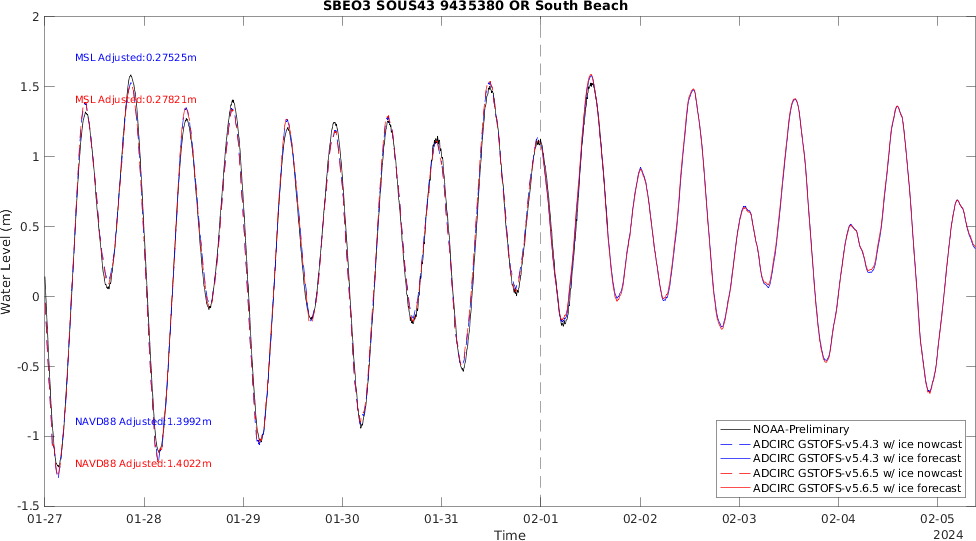 SBEO3 SOUS43 9435380 OR South Beach
2
1.5
1
0.5
0
-0.5
-1
-1.5
Water Level (m)
MSL Adjusted:0.27525m
MSL Adjusted:0.27821m
NAVD88 Adjusted:1.3992m
NAVD88 Adjusted:1.4022m
NOAA-Preliminary
ADCIRC GSTOFS-v5.4.3 w/ ice nowcast
ADCIRC GSTOFS-v5.4.3 w/ ice forecast
ADCIRC GSTOFS-v5.6.5 w/ ice nowcast
ADCIRC GSTOFS-v5.6.5 w/ ice forecast
01-27 01-28 01-29 01-30 01-31 02-01 02-02 02-03 02-04 02-05
Time
2024